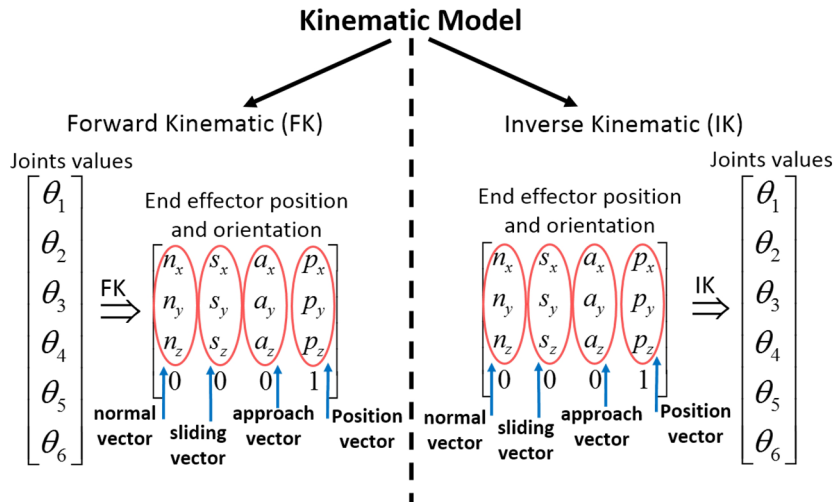 Kinematic Model
Forward Kinematic (FK)
Joints values
θ1
θ2
θ3
θ4
θ5
θ6
FK
End effector position
and orientation
nx sx ax px
ny sy ay py
nz sz az pz
0 0 0 1
normal
vector
sliding
vector
approach
vector
Position
vector
Inverse Kinematic (IK)
End effector position
and orientation
nx sx ax px
ny sy ay py
nz sz az pz
0 0 0 1
normal
vector
sliding
vector
approach
vector
Position
vector
IK
Joints values
θ1
θ2
θ3
θ4
θ5
θ6